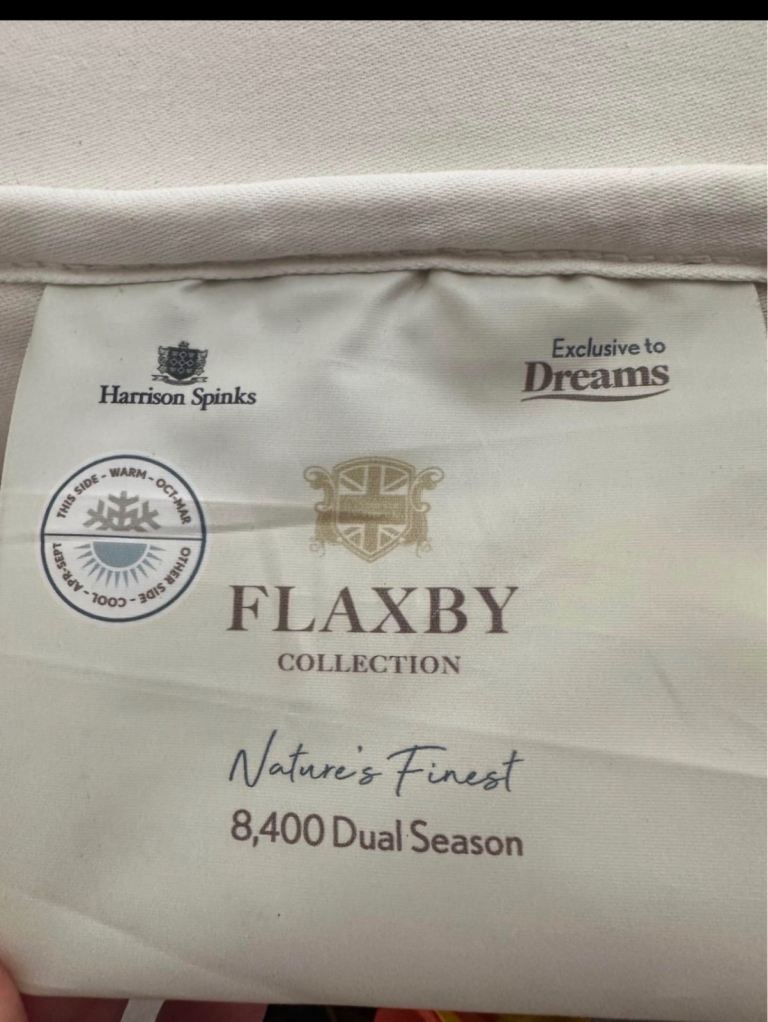 Harrison Spinks
Exclusive to
Dreams
THIS SIDE - WARM - OCT-MAR
OTHER SIDE - COOL - APR-SEPT
FLAXBY
COLLECTION
Nature's Finest
8,400 Dual Season